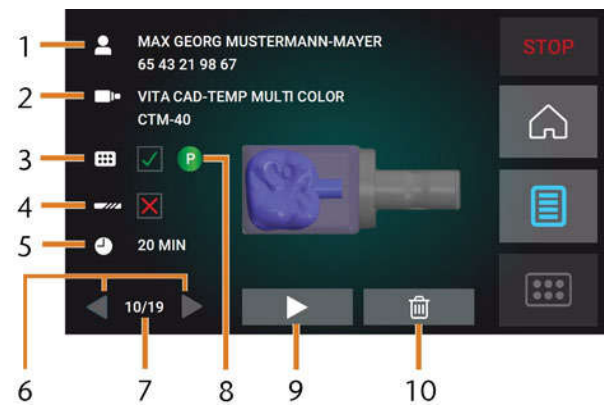 1
MAX GEORG MUSTERMANN-MAYER
65 43 21 98 67
STOP
2
VITA CAD-TEMP MULTI COLOR
CTM-40
3
P
4
5
20 MIN
10/19
6
7
8
9
10